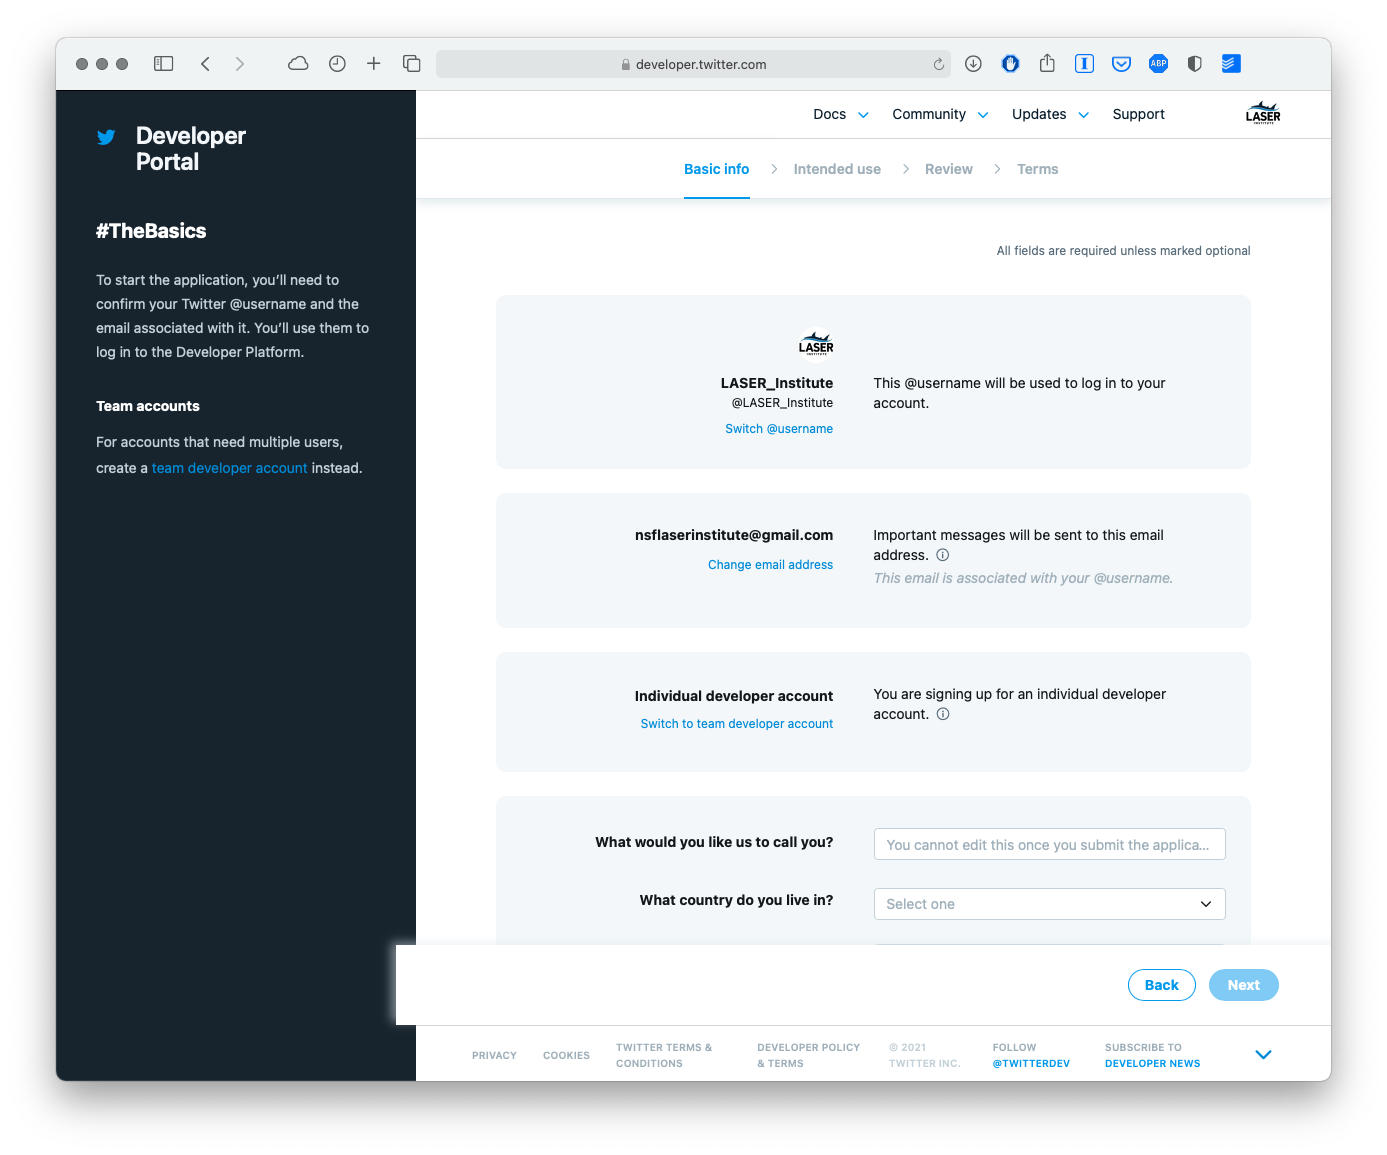 developer.twitter.com
ABP
Developer
Portal
#TheBasics
To start the application, you’ll need to
confirm your Twitter @username and the
email associated with it. You’ll use them to
log in to the Developer Platform.
Team accounts
For accounts that need multiple users,
create a team developer account instead.
Docs Community Updates Support
LASER
INSTITUTE
Basic info Intended use Review Terms
All fields are required unless marked optional
LASER
INSTITUTE
LASER_Institute
@LASER_Institute
Switch @username
This @username will be used to log in to your
account.
nsflaserinstitute@gmail.com
Change email address
Important messages will be sent to this email
address.
This email is associated with your @username.
Individual developer account
Switch to team developer account
You are signing up for an individual developer
account.
What would you like us to call you?
You cannot edit this once you submit the applica...
What country do you live in?
Select one
Back Next
PRIVACY
COOKIES
TWITTER TERMS &
CONDITIONS
DEVELOPER POLICY
& TERMS
© 2021
TWITTER INC.
FOLLOW
@TWITTERDEV
SUBSCRIBE TO
DEVELOPER NEWS